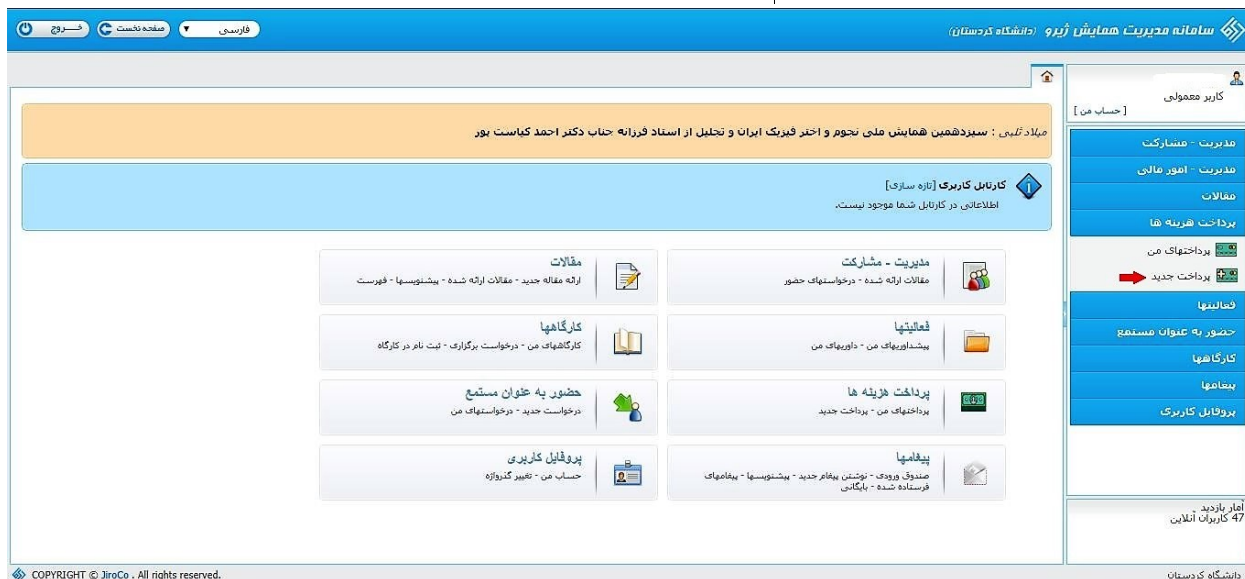 سامانه مدیریت همایش ژیرو (دانشگاه کردستان)
فارسی
صفحه نخست
خـــروج
کاربر معمولی
[ حساب من ]
مدیریت - مشارکت
مدیریت - امور مالی
مقالات
پرداخت هزینه ها
پرداختهای من
پرداخت جدید
فعالیتها
حضور به عنوان مستمع
کارگاهها
پیغامها
پروفایل کاربری
آمار بازدید
47 کاربران آنلاین
سیزدهمین همایش ملی نجوم و اختر فیزیک ایران و تجلیل از استاد فرزانه جناب دکتر احمد کیاست پور
کارتابل کاربری [تازه سازی]
اطلاعاتی در کارتابل شما موجود نیست.
مدیریت - مشارکت
مقالات ارائه شده - درخواستهای حضور
مقالات
ارائه مقاله جدید - مقالات ارائه شده - پیشنویسها - فهرست
فعالیتها
پیشداوریهای من - داوریهای من
کارگاهها
کارگاههای من - درخواست برگزاری - ثبت نام در کارگاه
پرداخت هزینه ها
پرداختهای من - پرداخت جدید
حضور به عنوان مستمع
درخواست جدید - درخواستهای من
پیغامها
صندوق ورودی - نوشتن پیغام جدید - پیشنویسها - پیغامهای
فرستاده شده - بایگانی
پروفایل کاربری
حساب من - تغییر گذرواژه
COPYRIGHT © JiroCo . All rights reserved.
دانشگاه کردستان